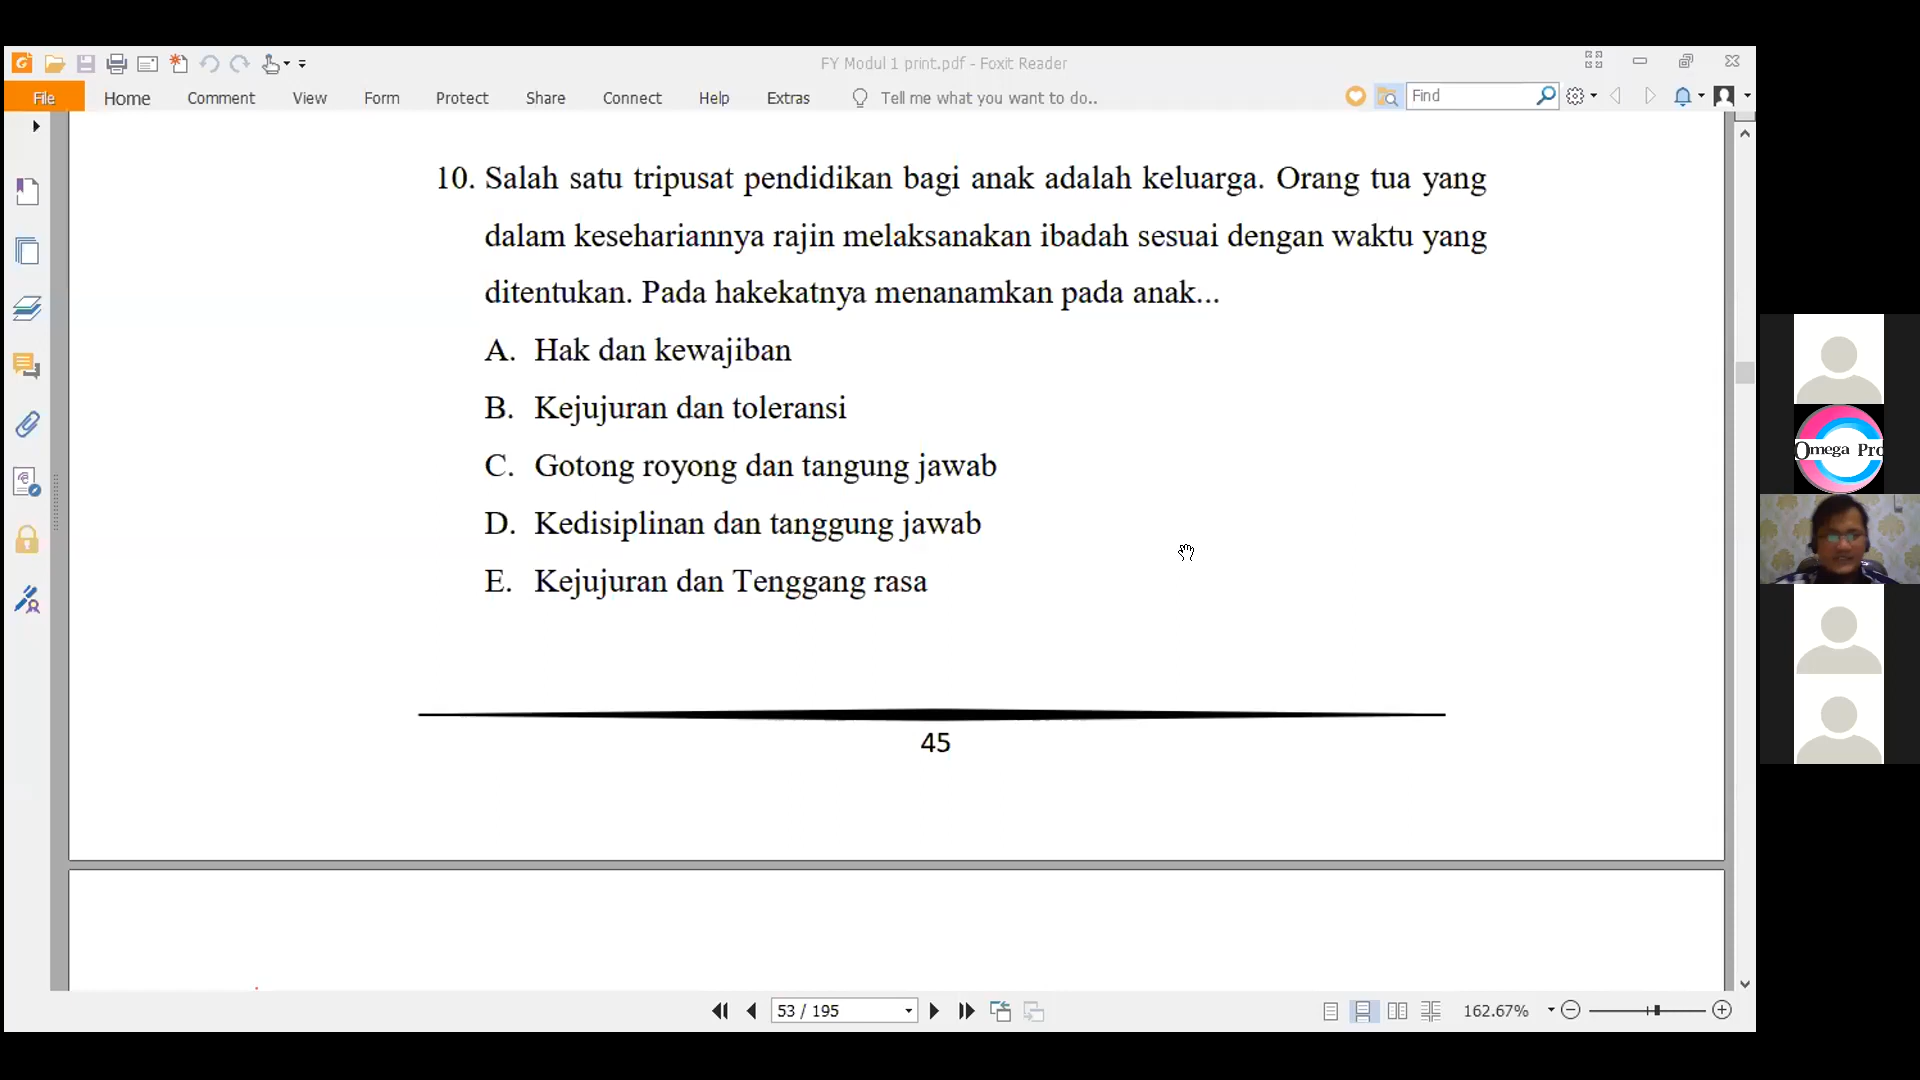 FY Modul 1 print.pdf - Foxit Reader
File Home Comment View Form Protect Share Connect Help Extras Tell me what you want to do.. Find
10. Salah satu tripusat pendidikan bagi anak adalah keluarga. Orang tua yang
dalam kesehariannya rajin melaksanakan ibadah sesuai dengan waktu yang
ditentukan. Pada hakekatnya menanamkan pada anak...
A. Hak dan kewajiban
B. Kejujuran dan toleransi
C. Gotong royong dan tangung jawab
D. Kedisiplinan dan tanggung jawab
E. Kejujuran dan Tenggang rasa
45
Omega Pro
53 / 195
162.67%